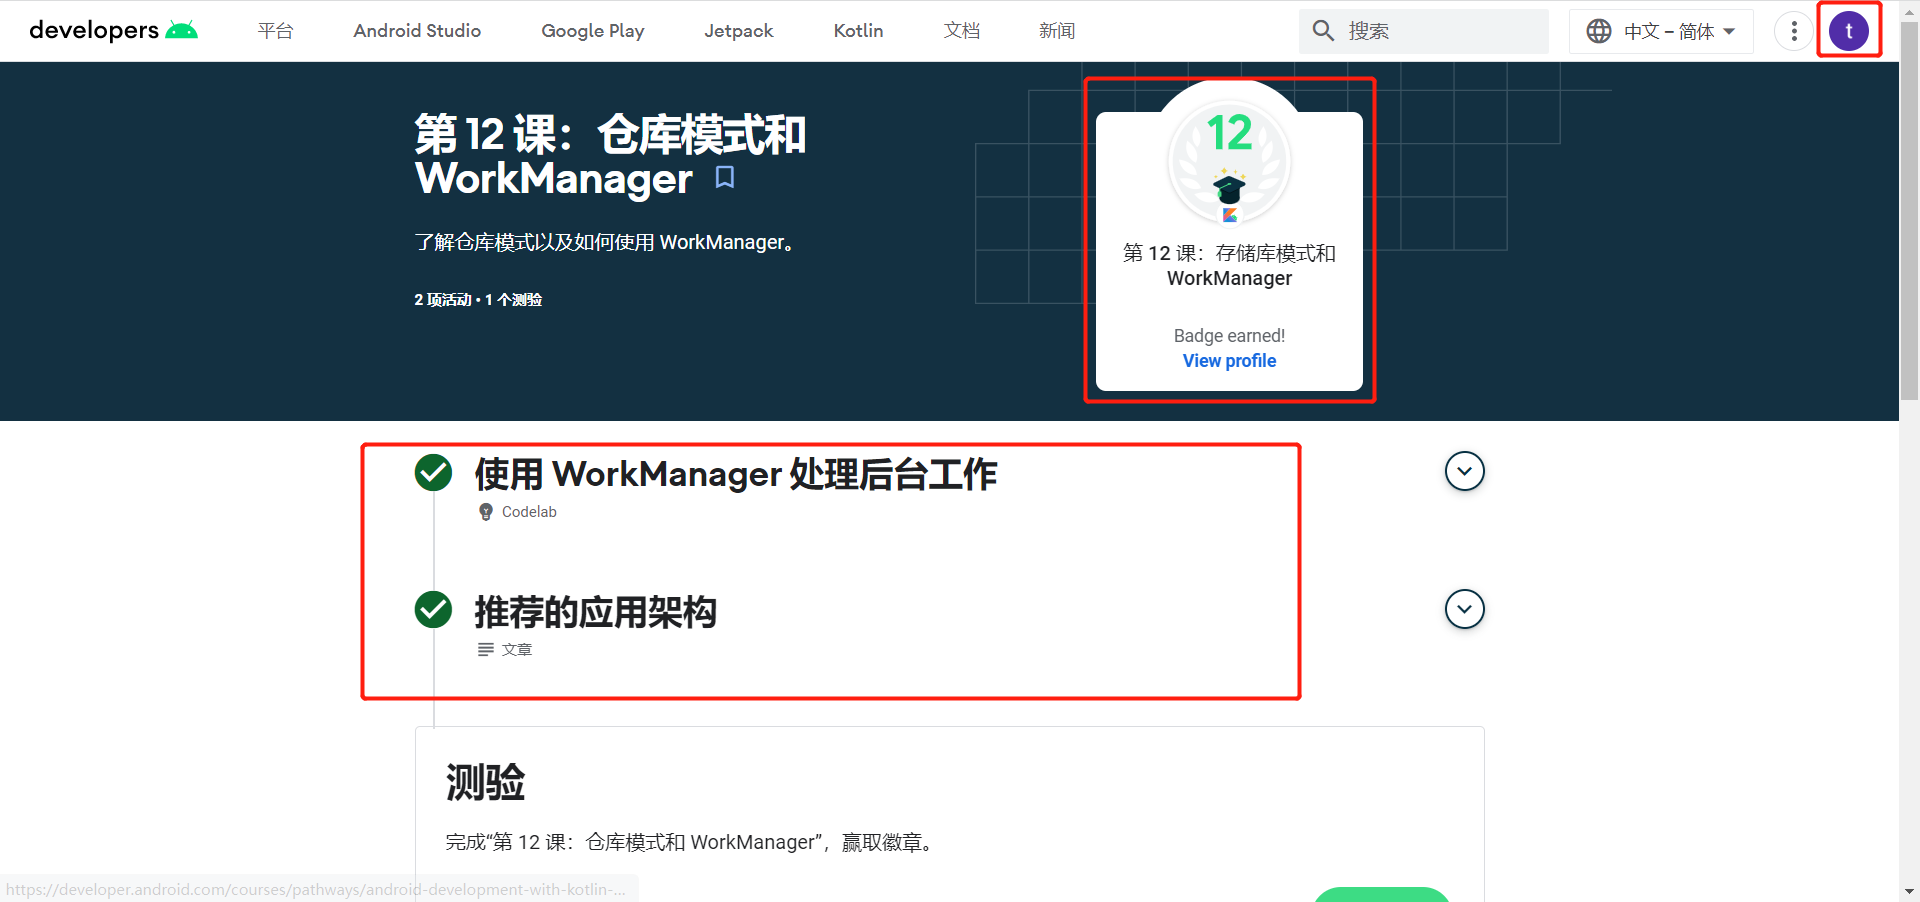 developers
平台
Android Studio
Google Play
Jetpack
Kotlin
文档
新闻
搜索
中文 – 简体
t
第 12 课：仓库模式和
WorkManager
了解仓库模式以及如何使用 WorkManager。
2 项活动 • 1 个测验
12
第 12 课：存储库模式和
WorkManager
Badge earned!
View profile
使用 WorkManager 处理后台工作
Codelab
推荐的应用架构
文章
测验
完成“第 12 课：仓库模式和 WorkManager”，赢取徽章。
https://developer.android.com/courses/pathways/android-development-with-kotlin-...